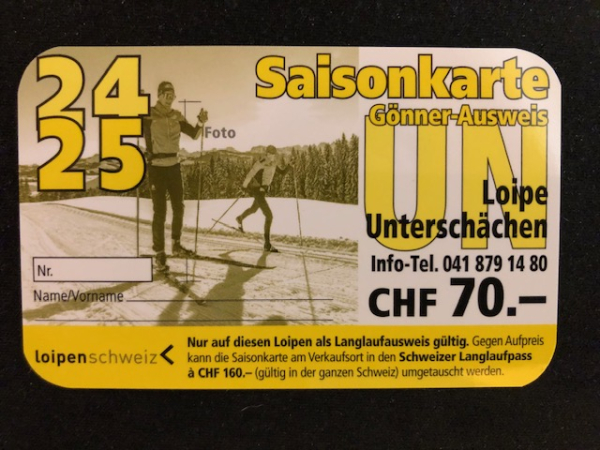 24
25
Saisonkarte
Gönner-Ausweis
Foto
UN
Loipe
Unterschächen
Info-Tel. 041 879 14 80
CHF 70.–
Nr.
Name/Vorname
loipenschweiz
Nur auf diesen Loipen als Langlaufausweis gültig. Gegen Aufpreis
kann die Saisonkarte am Verkaufsort in den Schweizer Langlaufpass
à CHF 160.– (gültig in der ganzen Schweiz) umgetauscht werden.